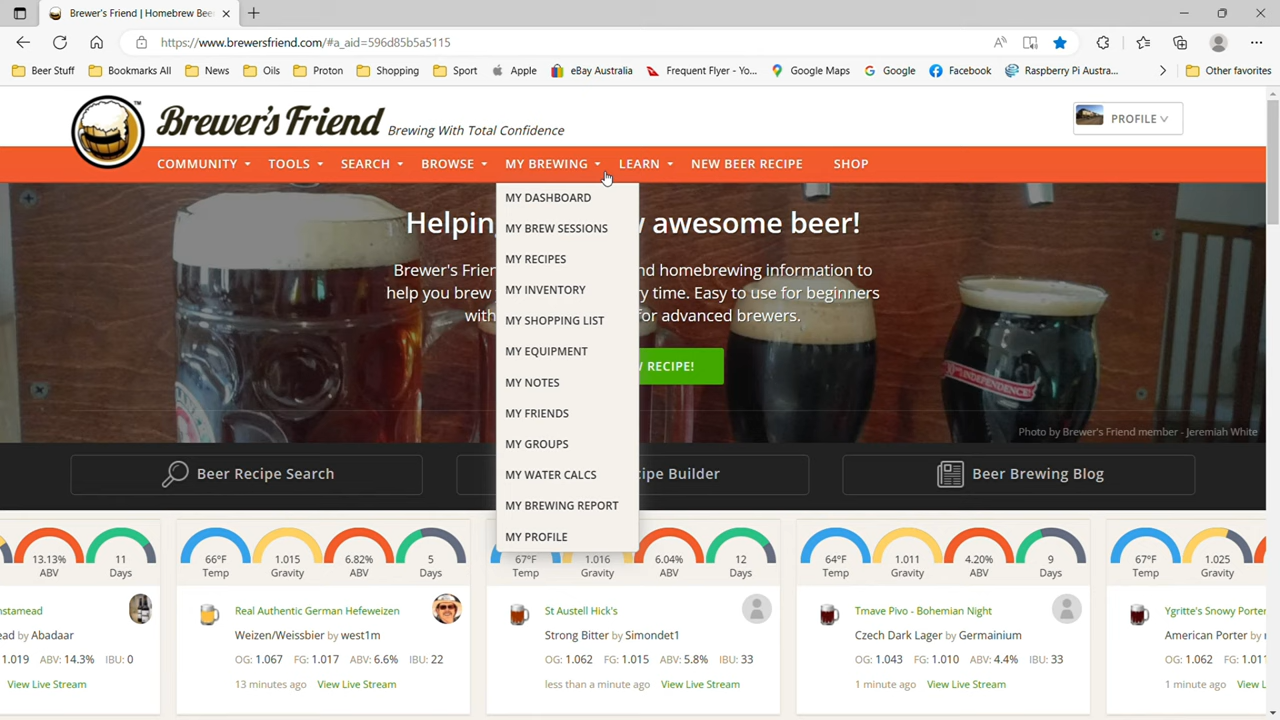 Brewer's Friend | Homebrew Bee
https://www.brewersfriend.com/#a_aid=596d85b5a5115
Beer Stuff Bookmarks All News Oils Proton Shopping Sport Apple eBay Australia Frequent Flyer - Yo... Google Maps Google Facebook Raspberry Pi Austra... Other favorites
Brewer's Friend ™ Brewing With Total Confidence
PROFILE
COMMUNITY TOOLS SEARCH BROWSE MY BREWING LEARN NEW BEER RECIPE SHOP
MY DASHBOARD
MY BREW SESSIONS
MY RECIPES
MY INVENTORY
MY SHOPPING LIST
MY EQUIPMENT
MY NOTES
MY FRIENDS
MY GROUPS
MY WATER CALCS
MY BREWING REPORT
MY PROFILE
Helpin awesome beer!
Brewer's Frien nd homebrewing information to
help you brew y time. Easy to use for beginners
with for advanced brewers.
RECIPE!
INDEPENDENCE
Photo by Brewer's Friend member - Jeremiah White
Beer Recipe Search
ipe Builder
Beer Brewing Blog
13.13% 11
ABV Days
66°F 1.015 6.82% 5
Temp Gravity ABV Days
67°F 1.016 6.04% 12
Temp Gravity ABV Days
64°F 1.011 4.20% 9
Temp Gravity ABV Days
67°F 1.025
Temp Gravity
nstamead
ead by Abadaar
1.019 ABV: 14.3% IBU: 0
View Live Stream
Real Authentic German Hefeweizen
Weizen/Weissbier by west1m
OG: 1.067 FG: 1.017 ABV: 6.6% IBU: 22
13 minutes ago View Live Stream
St Austell Hick's
Strong Bitter by Simondet1
OG: 1.062 FG: 1.015 ABV: 5.8% IBU: 33
less than a minute ago View Live Stream
Tmave Pivo - Bohemian Night
Czech Dark Lager by Germainium
OG: 1.043 FG: 1.010 ABV: 4.4% IBU: 33
1 minute ago View Live Stream
Ygritte's Snowy Porter
American Porter by
OG: 1.062 FG: 1.01
1 minute ago View L